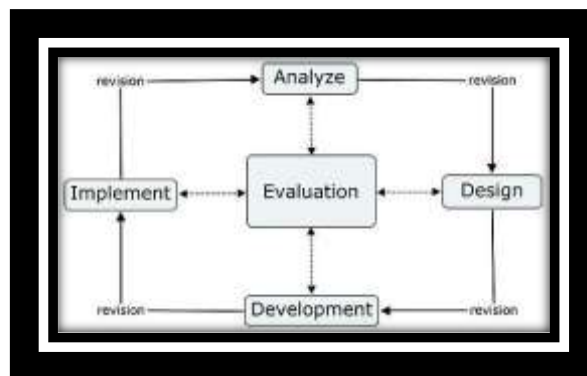 Analyze
revision
revision
Implement
Evaluation
Design
revision
Development
revision